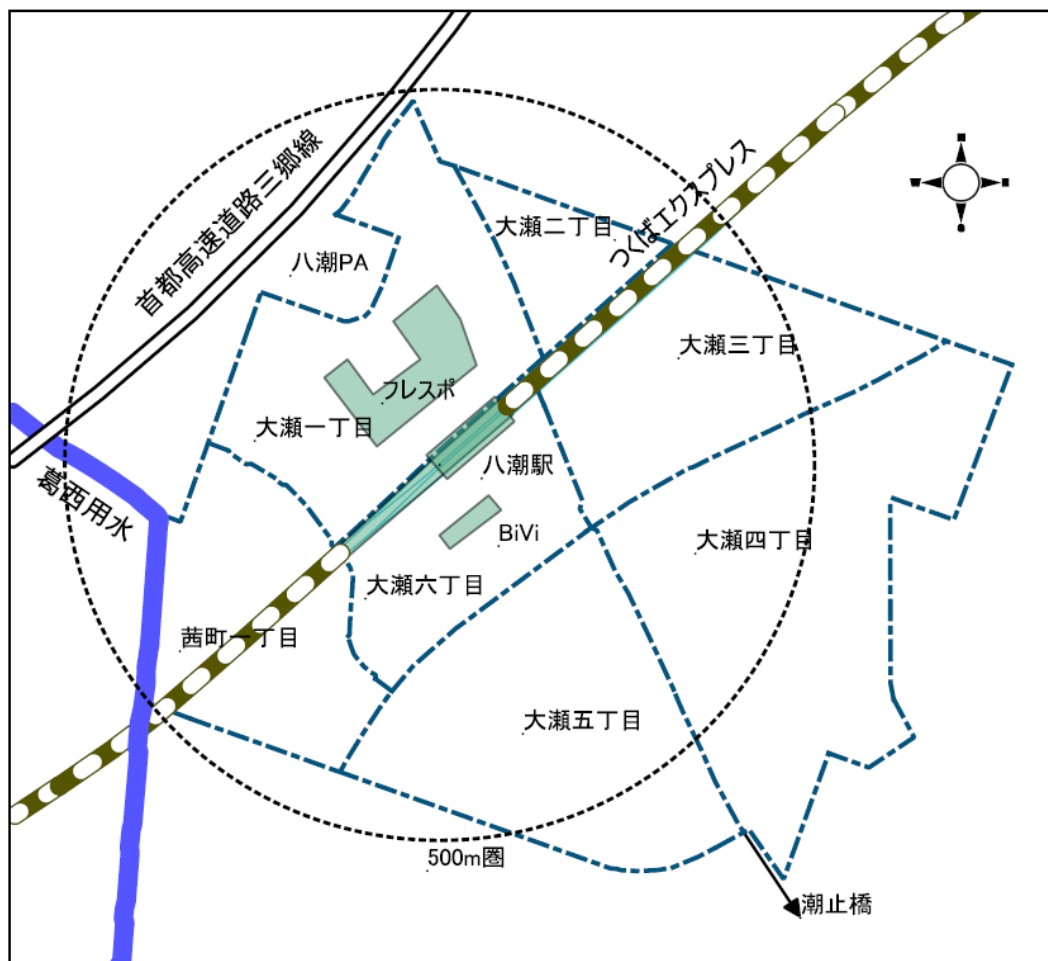 首都高速道路三郷線
つくばエクスプレス
大瀬二丁目
八潮PA
大瀬三丁目
フレスポ
大瀬一丁目
八潮駅
葛西用水
BiVi
大瀬四丁目
大瀬六丁目
茜町一丁目
大瀬五丁目
500m圏
潮止橋